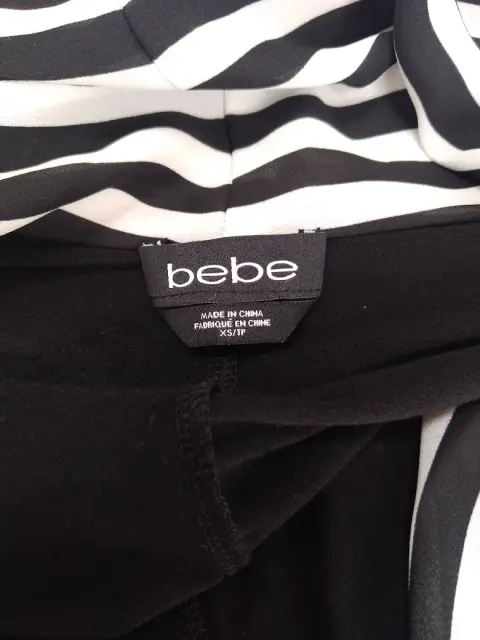 bebe
MADE IN CHINA
FABRIQUÉ EN CHINE
XS/TP